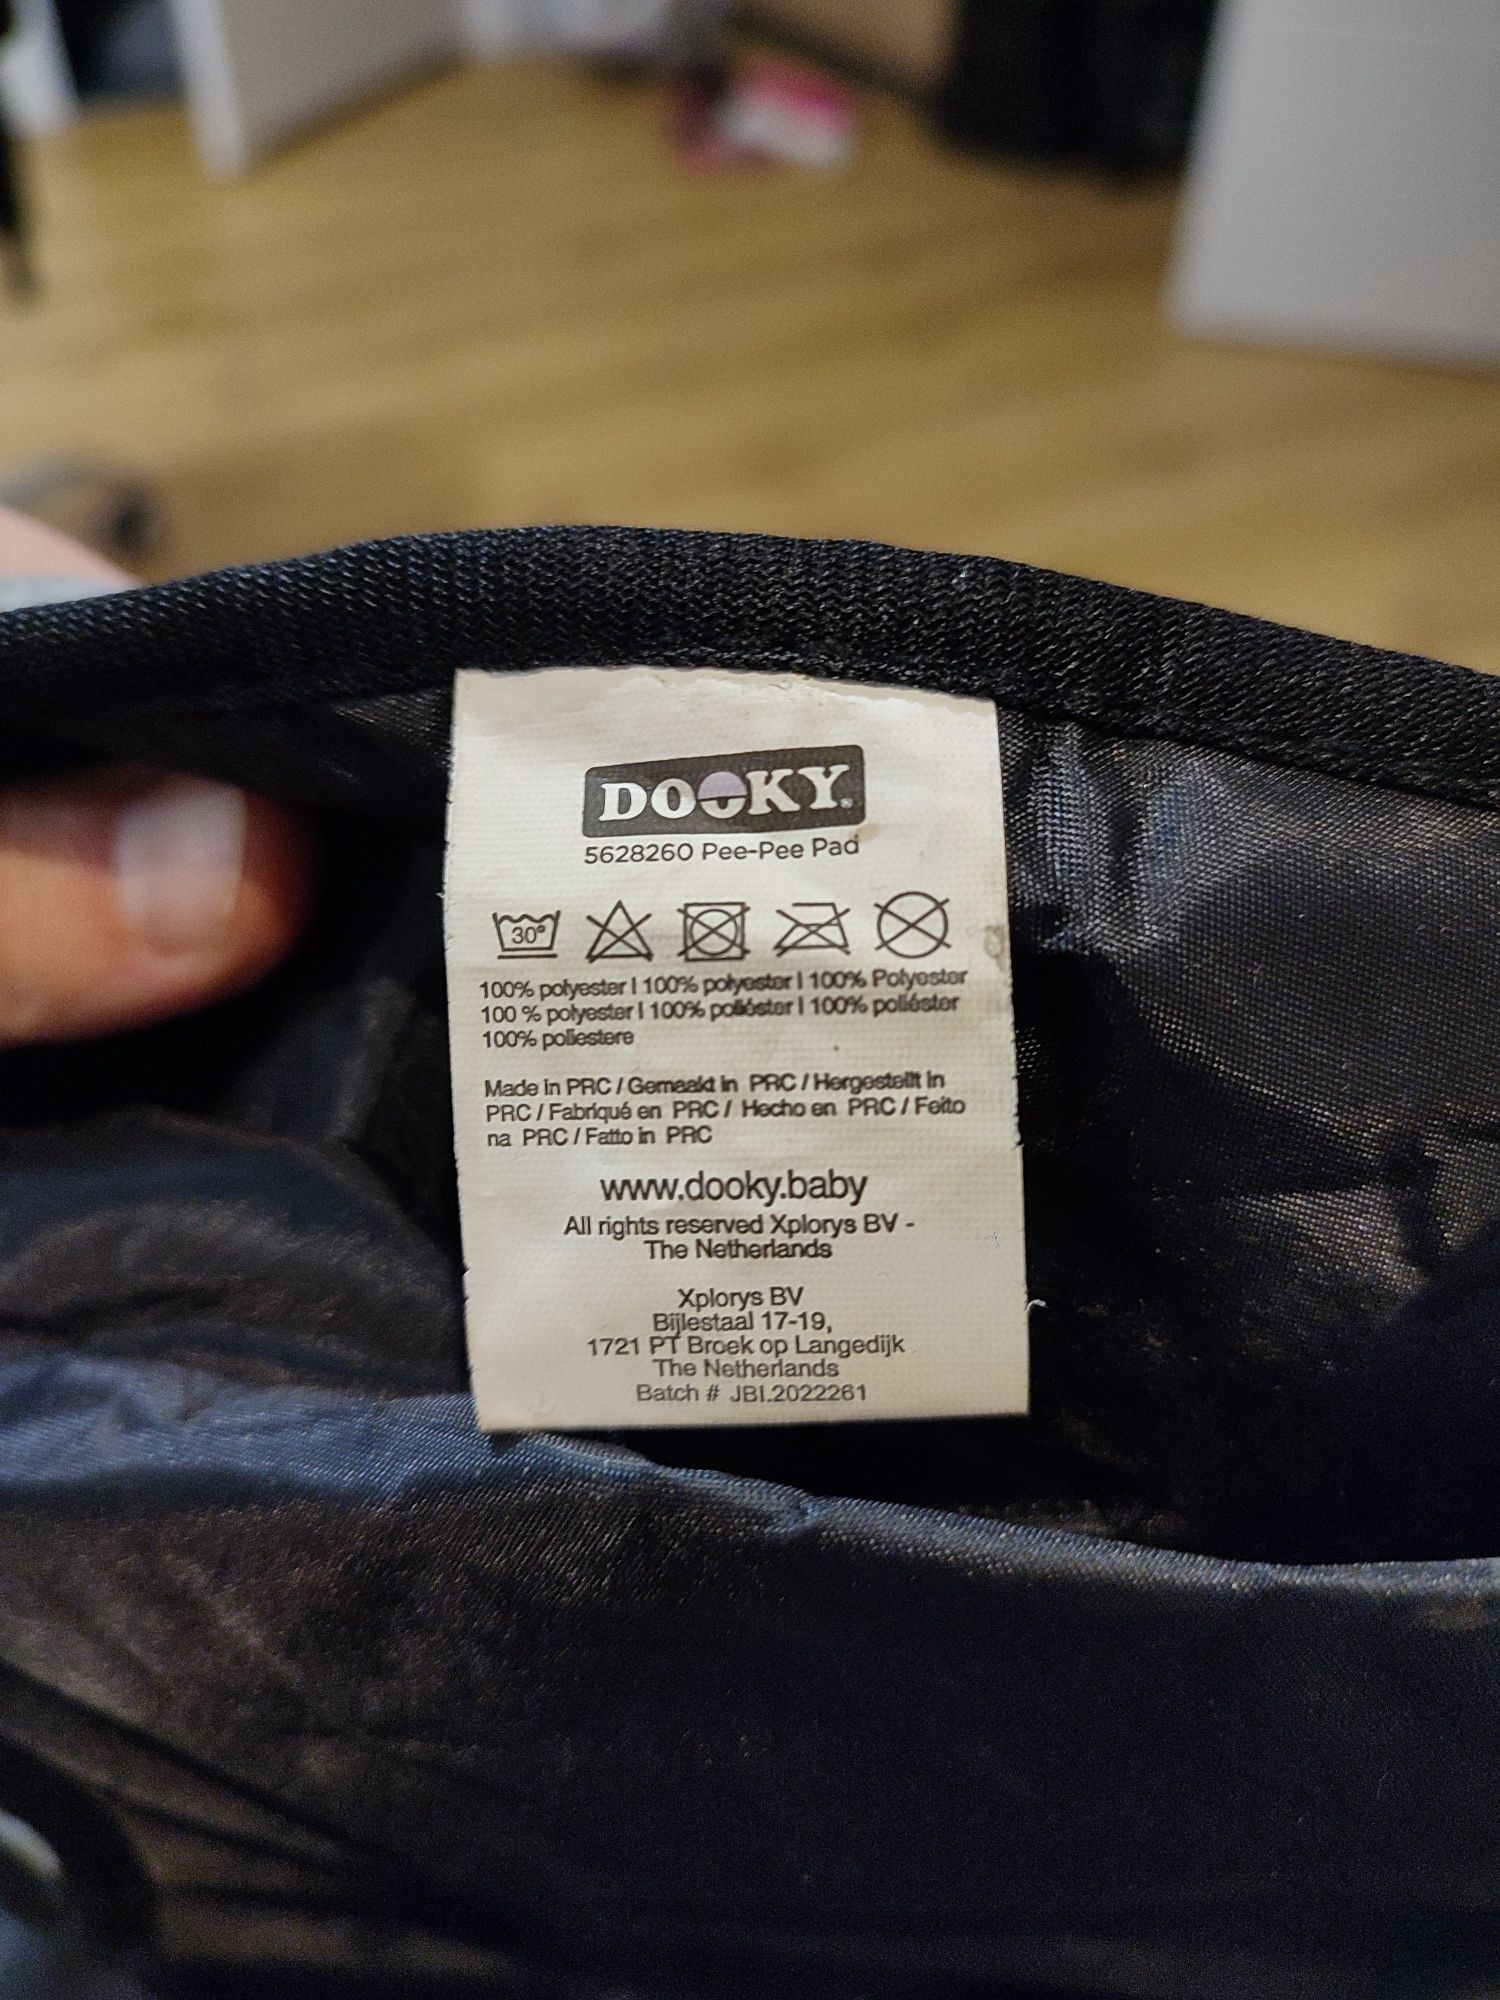 DOOKY
5628260 Pee-Pee Pad
30°
100% polyester | 100% polyester | 100% Polyester
100 % polyester | 100% poliéster | 100% poliéster
100% poliestere
Made in PRC / Gemaakt in PRC / Hergestellt in
PRC / Fabriqué en PRC / Hecho en PRC / Feito
na PRC / Fatto in PRC
www.dooky.baby
All rights reserved Xplorys BV -
The Netherlands
Xplorys BV
Bijlestaal 17-19,
1721 PT Broek op Langedijk
The Netherlands
Batch # JBI.2022261